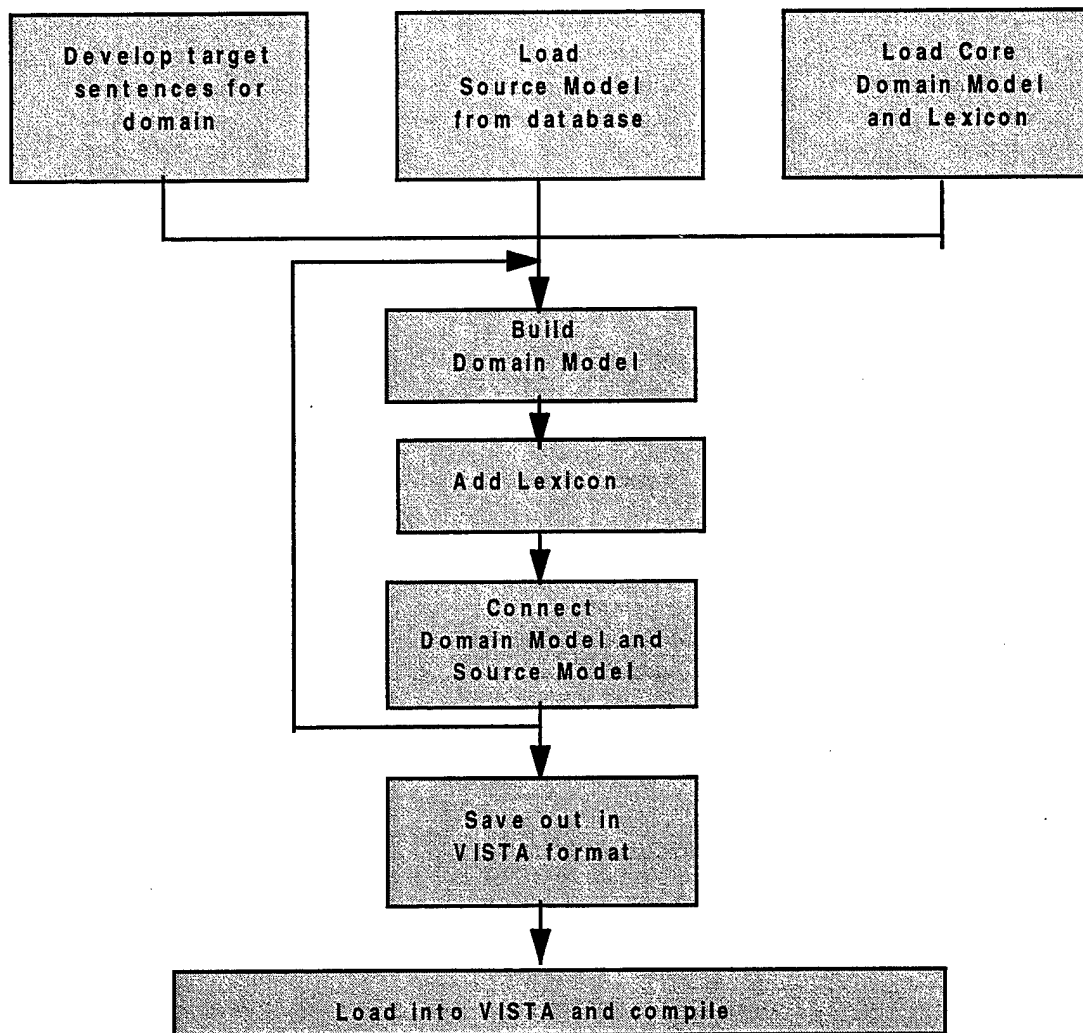 Develop target
sentences for
domain
Load
Source Model
from database
Load Core
Domain Model
and Lexicon
Build
Domain Model
Add Lexicon
Connect
Domain Model and
Source Model
Save out in
VISTA format
Load into VISTA and compile